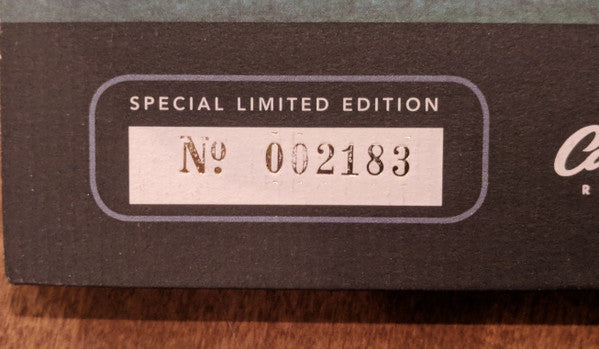 SPECIAL LIMITED EDITION
Nº. 002183